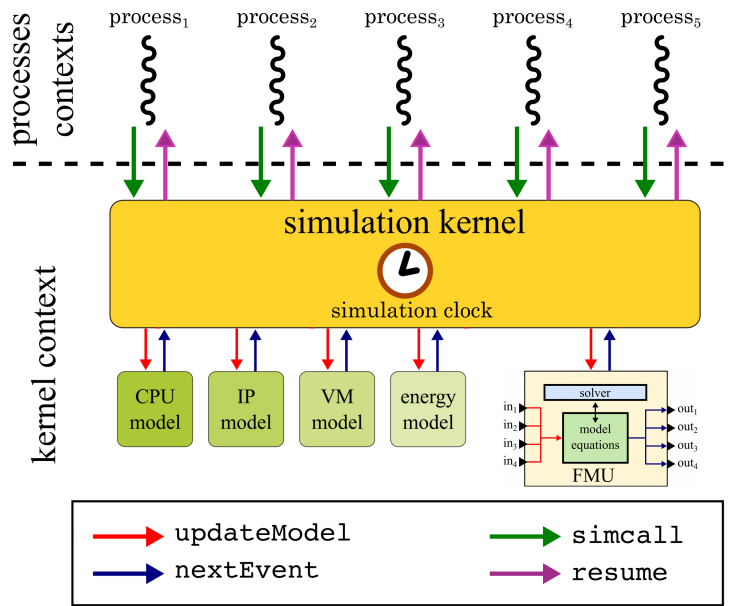 process₁ process₂ process₃ process₄ process₅
processes
contexts
simulation kernel
simulation clock
kernel context
CPU
model
IP
model
VM
model
energy
model
solver
model
equations
in₁
in₂
in₃
in₄
out₁
out₂
out₃
out₄
FMU
updateModel
simcall
nextEvent
resume